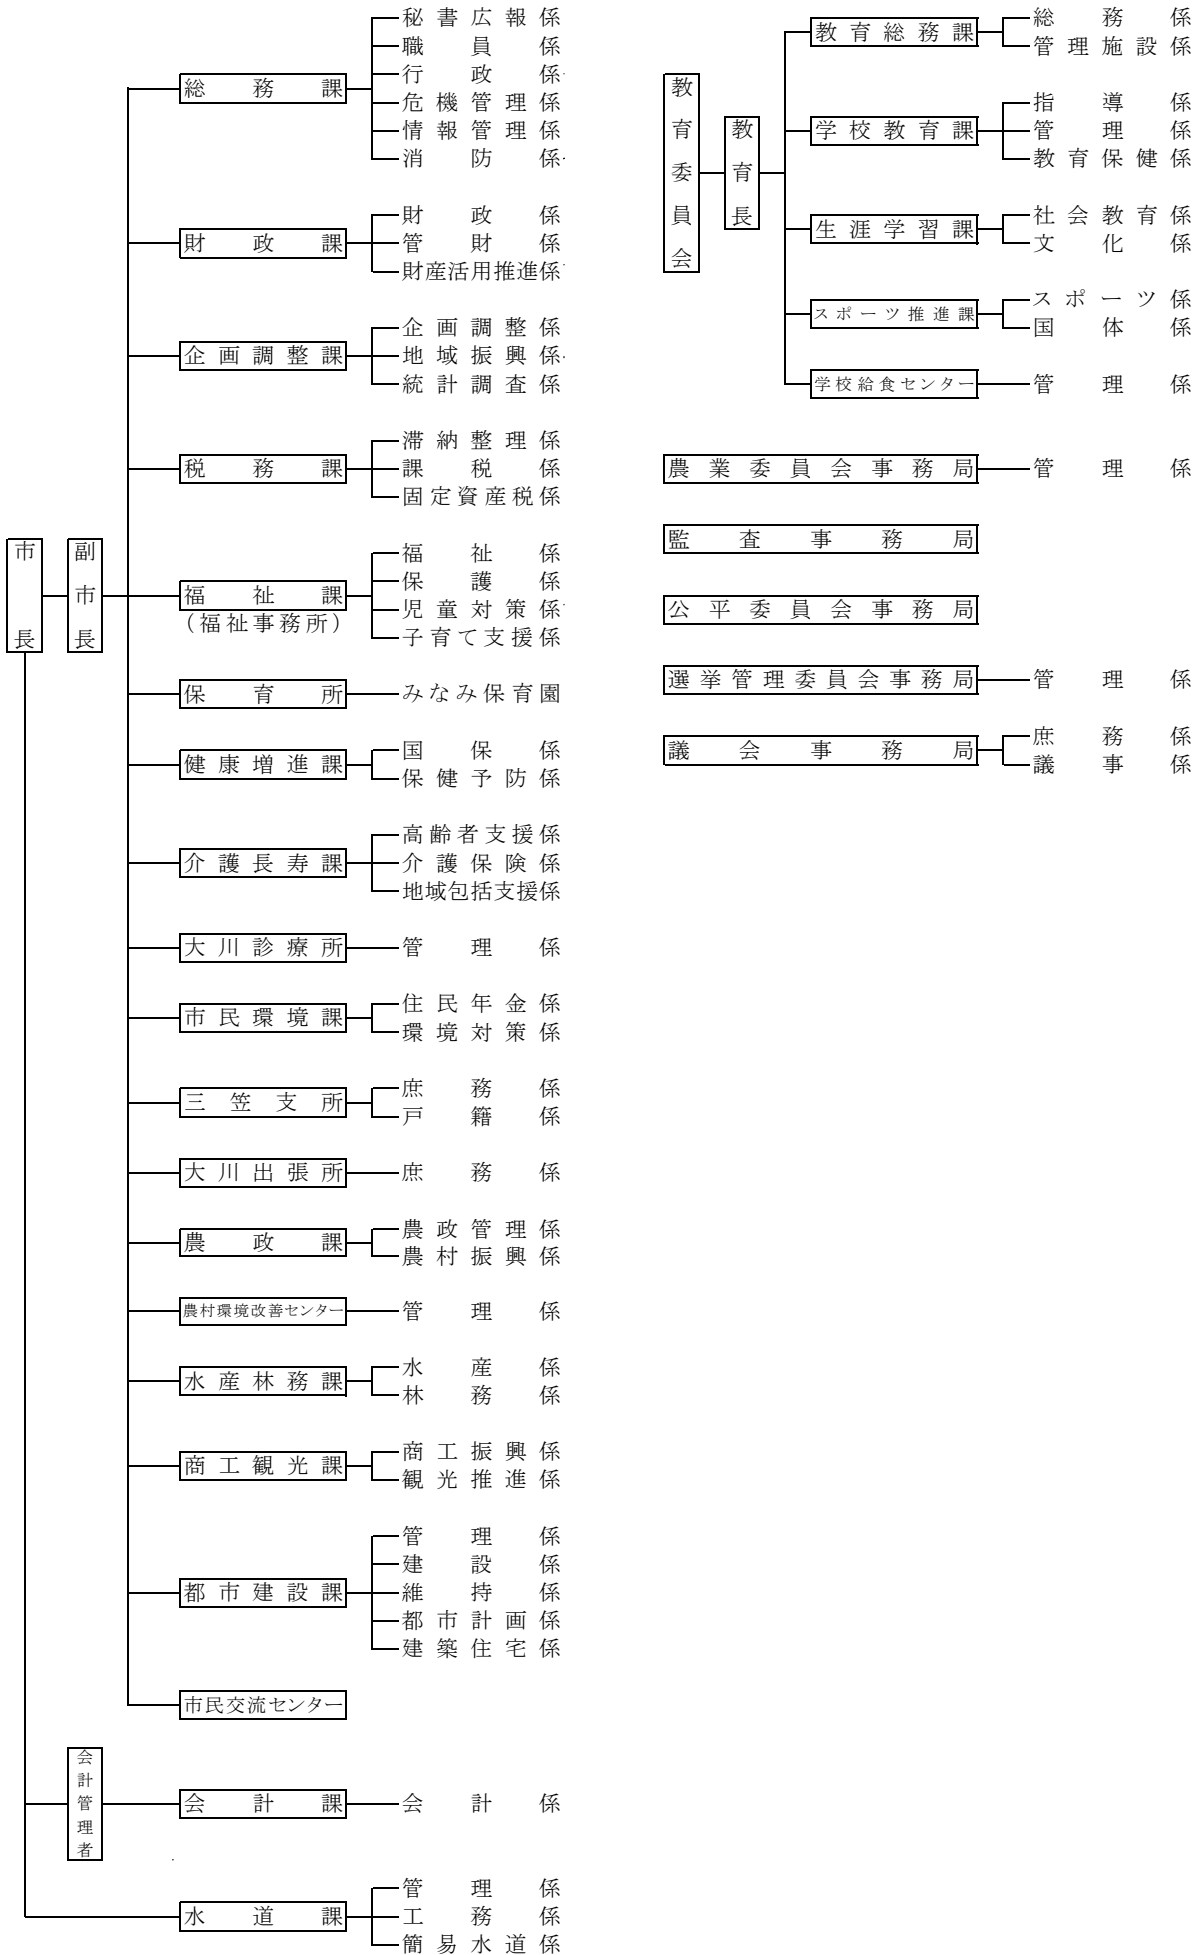 市長
副市長
総務課
秘書広報係
職員係
行政係
危機管理係
情報管理係
消防係
財政課
財政係
管財係
財産活用推進係
企画調整課
企画調整係
地域振興係
統計調査係
税務課
滞納整理係
課税係
固定資産税係
福祉課
(福祉事務所)
福祉係
保護係
児童対策係
子育て支援係
保育所
みなみ保育園
健康増進課
国保係
保健予防係
介護長寿課
高齢者支援係
介護保険係
地域包括支援係
大川診療所
管理係
市民環境課
住民年金係
環境対策係
三笠支所
庶務係
戸籍係
大川出張所
庶務係
農政課
農政管理係
農村振興係
農村環境改善センター
管理係
水産林務課
水産係
林務係
商工観光課
商工振興係
観光推進係
都市建設課
管理係
建設係
維持係
都市計画係
建築住宅係
市民交流センター
会計管理者
会計課
会計係
水道課
管理係
工務係
簡易水道係
教育委員会
教育長
教育総務課
総務係
管理施設係
学校教育課
指導係
管理係
教育保健係
生涯学習課
社会教育係
文化係
スポーツ推進課
スポーツ係
国体係
学校給食センター
管理係
農業委員会事務局
管理係
監査事務局
公平委員会事務局
選挙管理委員会事務局
管理係
議会事務局
庶務係
議事係